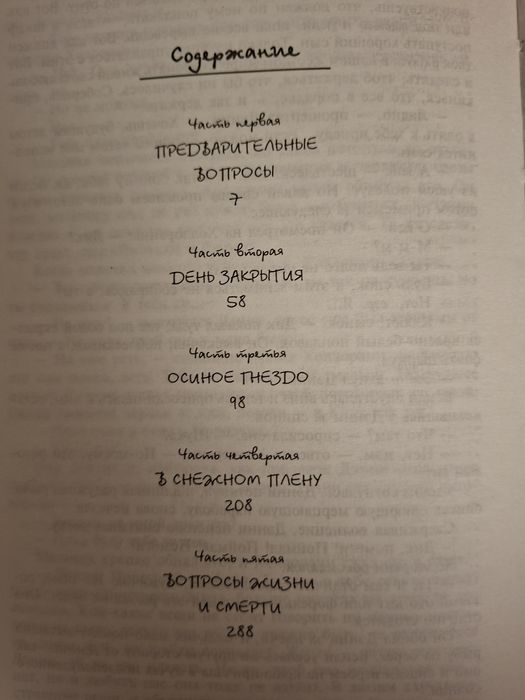 Содержание
Часть первая
ПРЕДВАРИТЕЛЬНЫЕ
ВОПРОСЫ
7
Часть вторая
ДЕНЬ ЗАКРЫТИЯ
58
Часть третья
ОСИНОЕ ГНЕЗДО
98
Часть четвертая
В СНЕЖНОМ ПЛЕНУ
208
Часть пятая
ВОПРОСЫ ЖИЗНИ
И СМЕРТИ
288